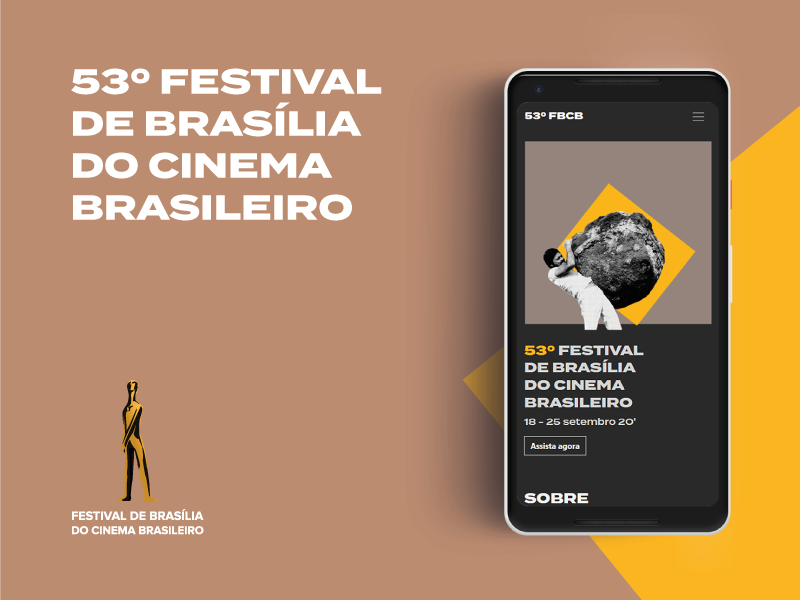 53º FESTIVAL
DE BRASÍLIA
DO CINEMA
BRASILEIRO
FESTIVAL DE BRASÍLIA
DO CINEMA BRASILEIRO
53º FBCB
53º FESTIVAL
DE BRASÍLIA
DO CINEMA
BRASILEIRO
18 - 25 setembro 20'
Assista agora
SOBRE